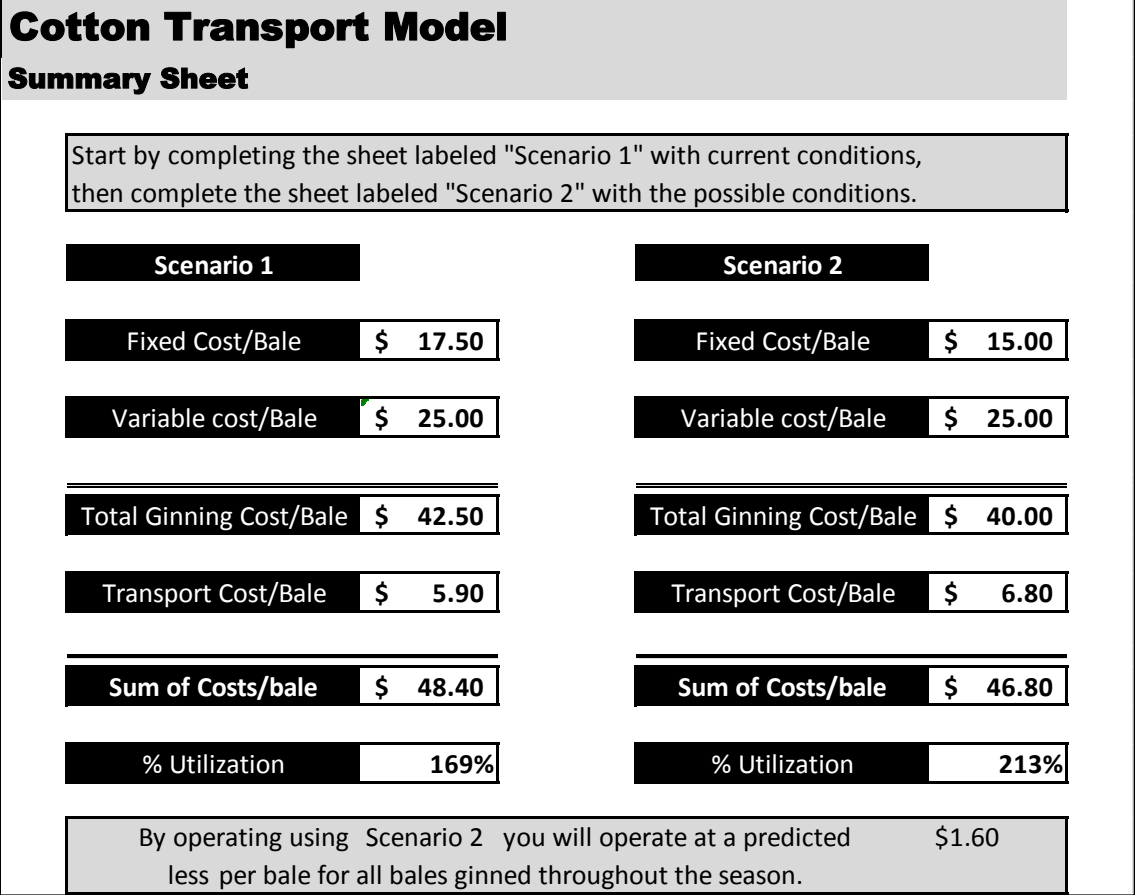 Cotton Transport Model
Summary Sheet
Start by completing the sheet labeled "Scenario 1" with current conditions,
then complete the sheet labeled "Scenario 2" with the possible conditions.
Scenario 1 Scenario 2
Fixed Cost/Bale $ 17.50 Fixed Cost/Bale $ 15.00
Variable cost/Bale $ 25.00 Variable cost/Bale $ 25.00
Total Ginning Cost/Bale $ 42.50 Total Ginning Cost/Bale $ 40.00
Transport Cost/Bale $ 5.90 Transport Cost/Bale $ 6.80
Sum of Costs/bale $ 48.40 Sum of Costs/bale $ 46.80
% Utilization 169% % Utilization 213%
By operating using Scenario 2 you will operate at a predicted $1.60
less per bale for all bales ginned throughout the season.